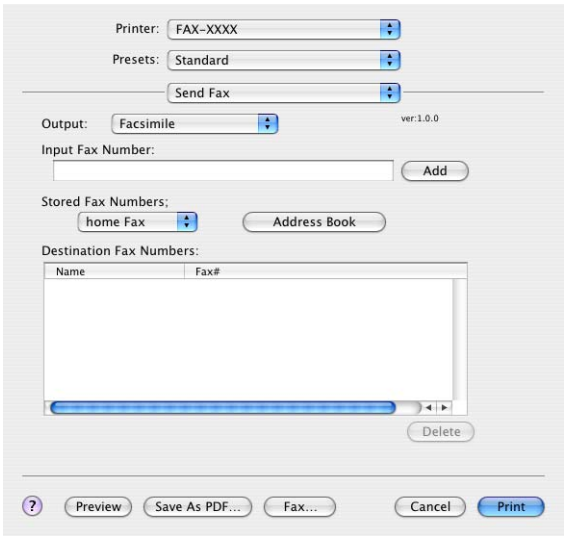 Printer: FAX-XXXX
Presets: Standard
Send Fax
Output: Facsimile ver:1.0.0
Input Fax Number:
Add
Stored Fax Numbers;
home Fax Address Book
Destination Fax Numbers:
Name Fax#
Delete
? Preview Save As PDF... Fax... Cancel Print